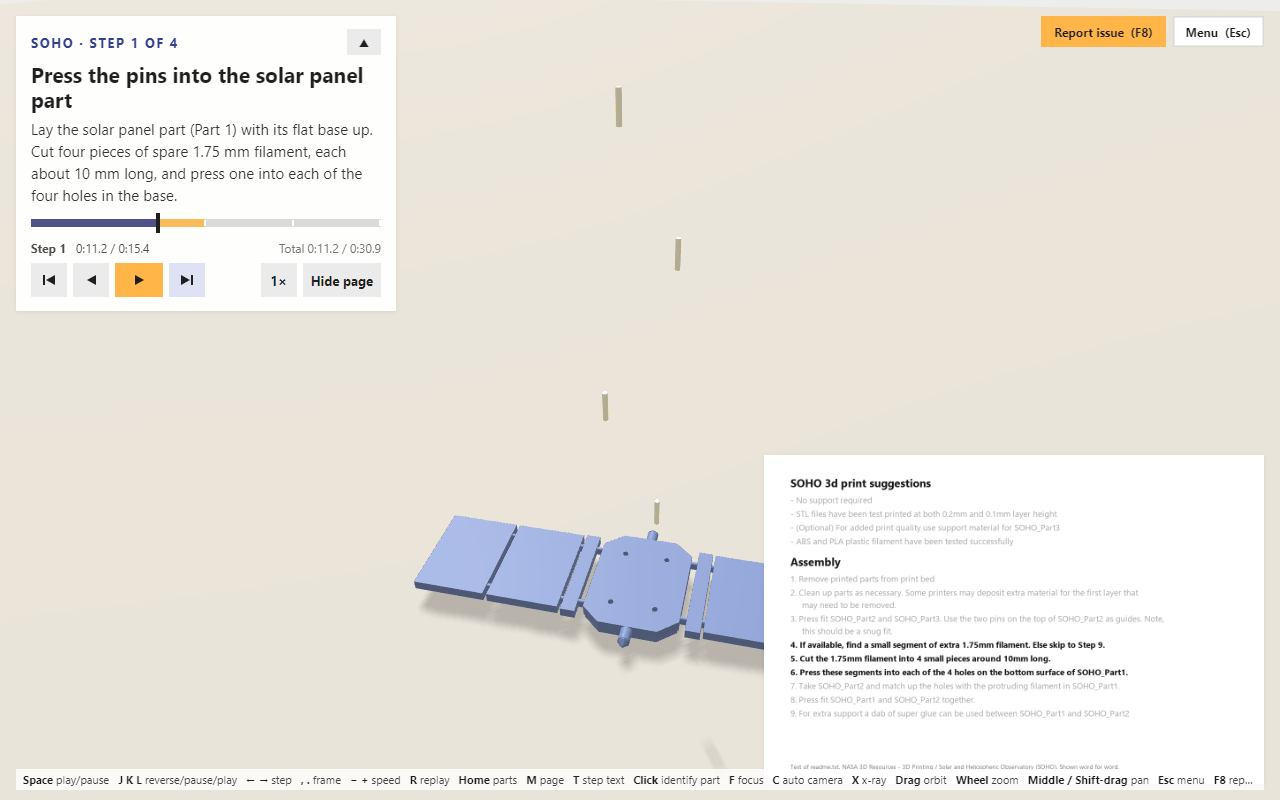 SOHO · STEP 1 OF 4
▲
Press the pins into the solar panel
part
Lay the solar panel part (Part 1) with its flat base up.
Cut four pieces of spare 1.75 mm filament, each
about 10 mm long, and press one into each of the
four holes in the base.
Step 1 0:11.2 / 0:15.4
Total 0:11.2 / 0:30.9
1×
Hide page
Report issue (F8)
Menu (Esc)
SOHO 3d print suggestions
- No support required
- STL files have been test printed at both 0.2mm and 0.1mm layer height
- (Optional) For added print quality use support material for SOHO_Part3
- ABS and PLA plastic filament have been tested successfully
Assembly
1. Remove printed parts from print bed
2. Clean up parts as necessary. Some printers may deposit extra material for the first layer that
may need to be removed.
3. Press fit SOHO_Part2 and SOHO_Part3. Use the two pins on the top of SOHO_Part2 as guides. Note,
this should be a snug fit.
4. If available, find a small segment of extra 1.75mm filament. Else skip to Step 9.
5. Cut the 1.75mm filament into 4 small pieces around 10mm long.
6. Press these segments into each of the 4 holes on the bottom surface of SOHO_Part1.
7. Take SOHO_Part2 and match up the holes with the protruding filament in SOHO_Part1.
8. Press fit SOHO_Part1 and SOHO_Part2 together.
9. For extra support a dab of super glue can be used between SOHO_Part1 and SOHO_Part2
Text of readme.txt, NASA 3D Resources - 3D Printing / Solar and Heliospheric Observatory (SOHO). Shown word for word.
Space play/pause J K L reverse/pause/play ← → step , . frame − + speed R replay Home parts M page T step text Click identify part F focus C auto camera X x-ray Drag orbit Wheel zoom Middle / Shift-drag pan Esc menu F8 rep...